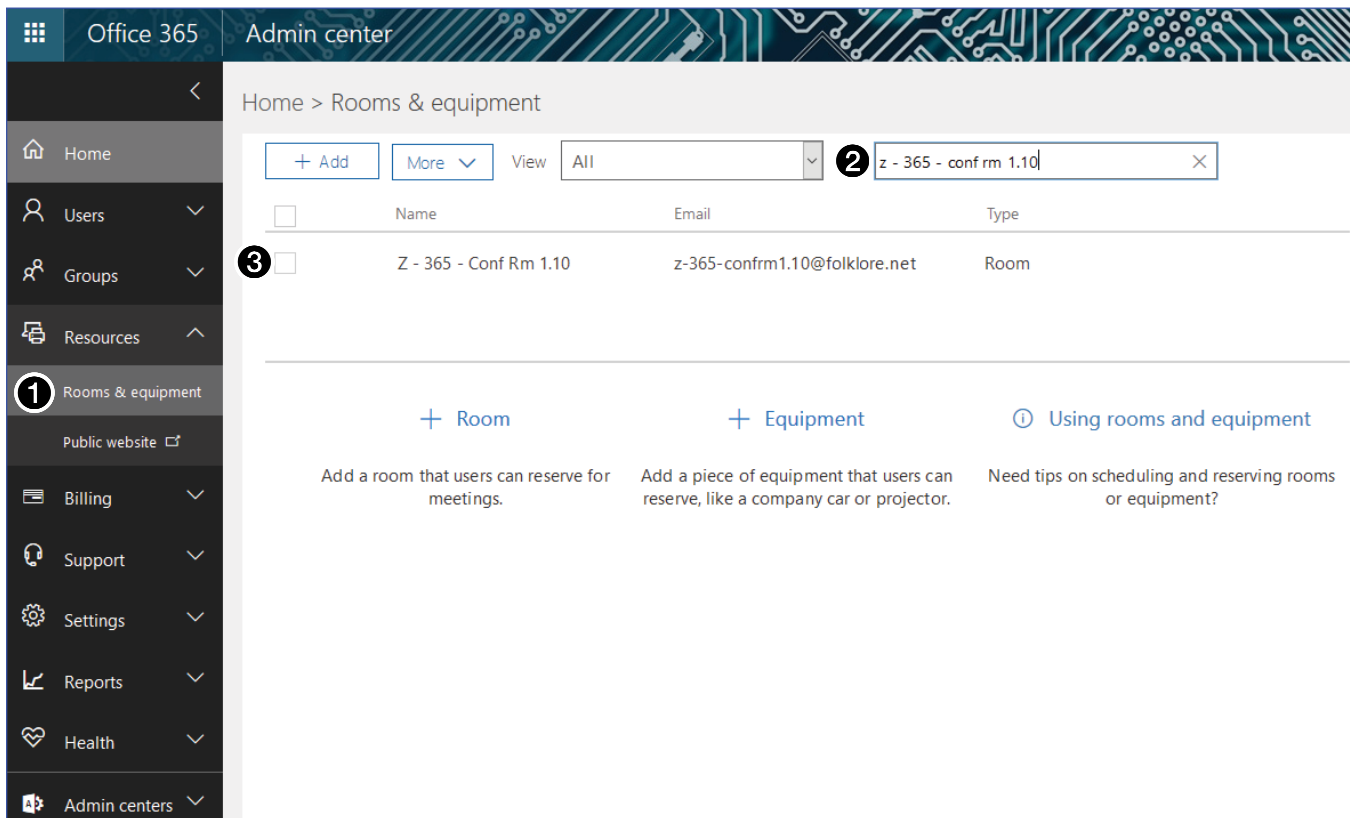 Office 365
Admin center
Home > Rooms & equipment
Home
Users
Groups
Resources
1
Rooms & equipment
Public website
Billing
Support
Settings
Reports
Health
Admin centers
+ Add
More
View
All
2
z - 365 - conf rm 1.10
Name
Email
Type
3
Z - 365 - Conf Rm 1.10
z-365-confrm1.10@folklore.net
Room
+ Room
Add a room that users can reserve for
meetings.
+ Equipment
Add a piece of equipment that users can
reserve, like a company car or projector.
Using rooms and equipment
Need tips on scheduling and reserving rooms
or equipment?